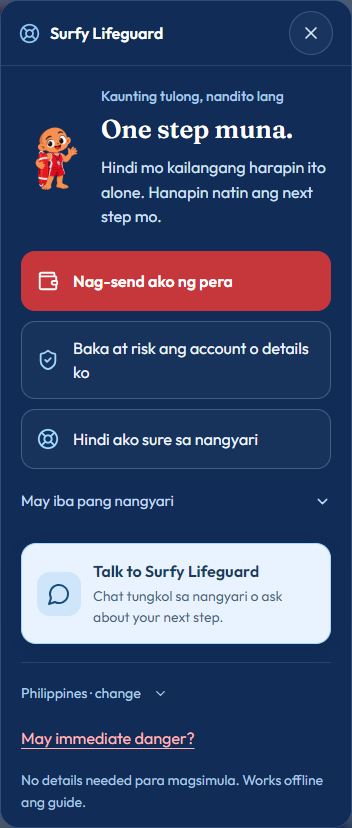 Surfy Lifeguard
Kaunting tulong, nandito lang
One step muna.
Hindi mo kailangang harapin ito
alone. Hanapin natin ang next
step mo.
Nag-send ako ng pera
Baka at risk ang account o details
ko
Hindi ako sure sa nangyari
May iba pang nangyari
Talk to Surfy Lifeguard
Chat tungkol sa nangyari o ask
about your next step.
Philippines · change
May immediate danger?
No details needed para magsimula. Works offline
ang guide.